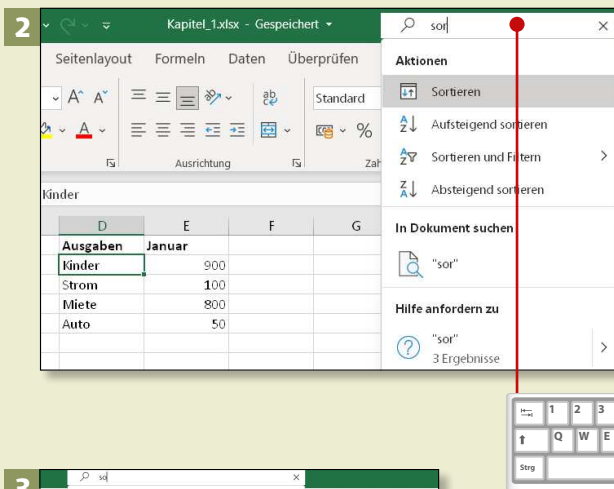 2
Kapitel_1.xlsx - Gespeichert
sor
Seitenlayout Formeln Daten Überprüfen
Standard
%
Ausrichtung
Zah
Kinder
D E F G
Ausgaben Januar
Kinder 900
Strom 100
Miete 800
Auto 50
Aktionen
Sortieren
Aufsteigend sortieren
Sortieren und Filtern
Absteigend sortieren
In Dokument suchen
"sor"
Hilfe anfordern zu
"sor"
3 Ergebnisse
1 2 3
Q W E
Strg
3
so